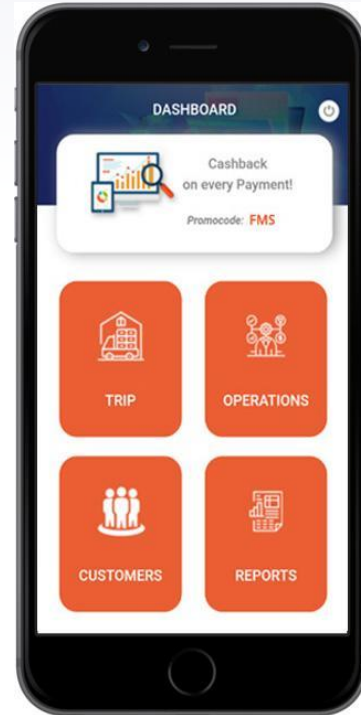 DASHBOARD
Cashback
on every Payment!
Promocode: FMS
TRIP
OPERATIONS
CUSTOMERS
REPORTS